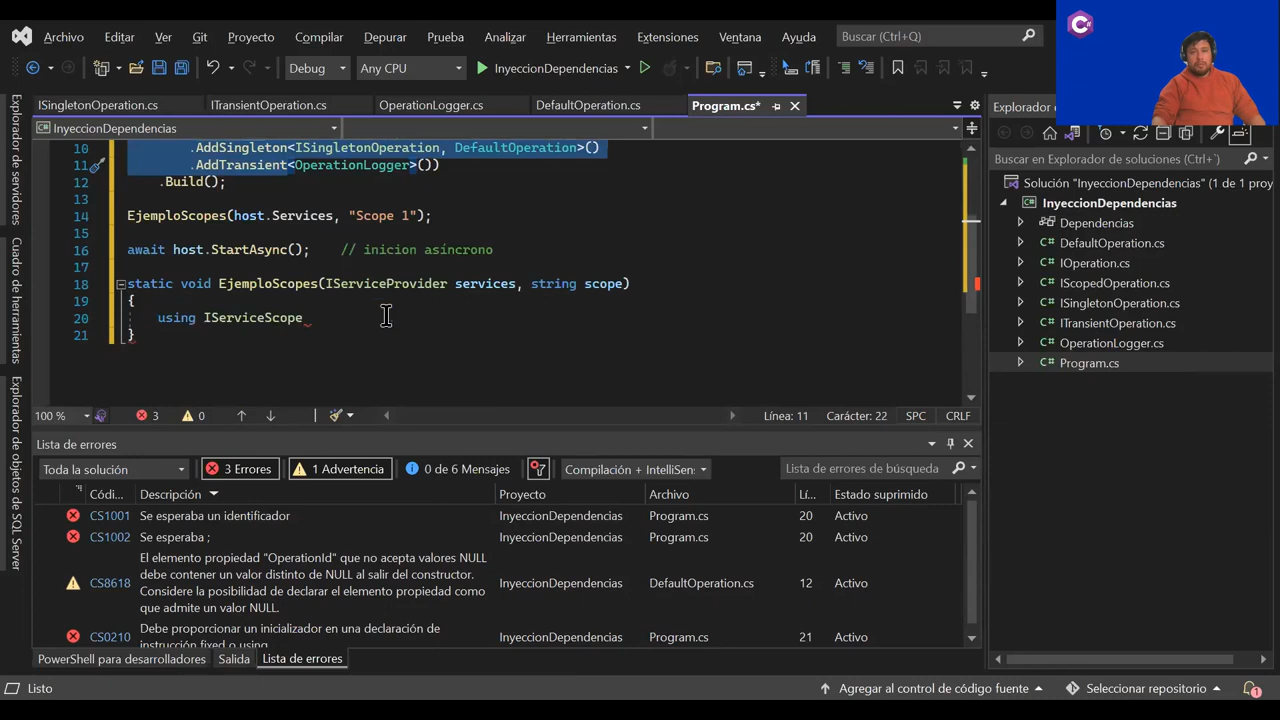 Archivo Editar Ver Git Proyecto Compilar Depurar Prueba Analizar Herramientas Extensiones Ventana Ayuda Buscar (Ctrl+Q)
Debug Any CPU InyeccionDependencias
ISingletonOperation.cs ITransientOperation.cs OperationLogger.cs DefaultOperation.cs Program.cs*
InyeccionDependencias
10 .AddSingleton<ISingletonOperation, DefaultOperation>()
11 .AddTransient<OperationLogger>())
12 .Build();
13
14 EjemploScopes(host.Services, "Scope 1");
15
16 await host.StartAsync(); // inicion asíncrono
17
18 static void EjemploScopes(IServiceProvider services, string scope)
19 {
20 using IServiceScope
21 }
100 % 3 0 Línea: 11 Carácter: 22 SPC CRLF
Lista de errores
Toda la solución 3 Errores 1 Advertencia 0 de 6 Mensajes Compilación + IntelliSen Lista de errores de búsqueda
Códi... Descripción Proyecto Archivo Lí... Estado suprimido
CS1001 Se esperaba un identificador InyeccionDependencias Program.cs 20 Activo
CS1002 Se esperaba ; InyeccionDependencias Program.cs 20 Activo
CS8618 El elemento propiedad "OperationId" que no acepta valores NULL
debe contener un valor distinto de NULL al salir del constructor.
Considere la posibilidad de declarar el elemento propiedad como
que admite un valor NULL.
InyeccionDependencias DefaultOperation.cs 12 Activo
CS0210 Debe proporcionar un inicializador en una declaración de
instrucción fixed o using.
InyeccionDependencias Program.cs 21 Activo
PowerShell para desarrolladores Salida Lista de errores
Listo Agregar al control de código fuente Seleccionar repositorio 1
Explorador de servidores
Cuadro de herramientas
Explorador de objetos de SQL Server
C#
Explorador de
Buscar en Explorador de soluciones (Ctrl+`)
Solución "InyeccionDependencias" (1 de 1 proy
InyeccionDependencias
Dependencias
C# DefaultOperation.cs
C# IOperation.cs
C# IScopedOperation.cs
C# ISingletonOperation.cs
C# ITransientOperation.cs
C# OperationLogger.cs
C# Program.cs